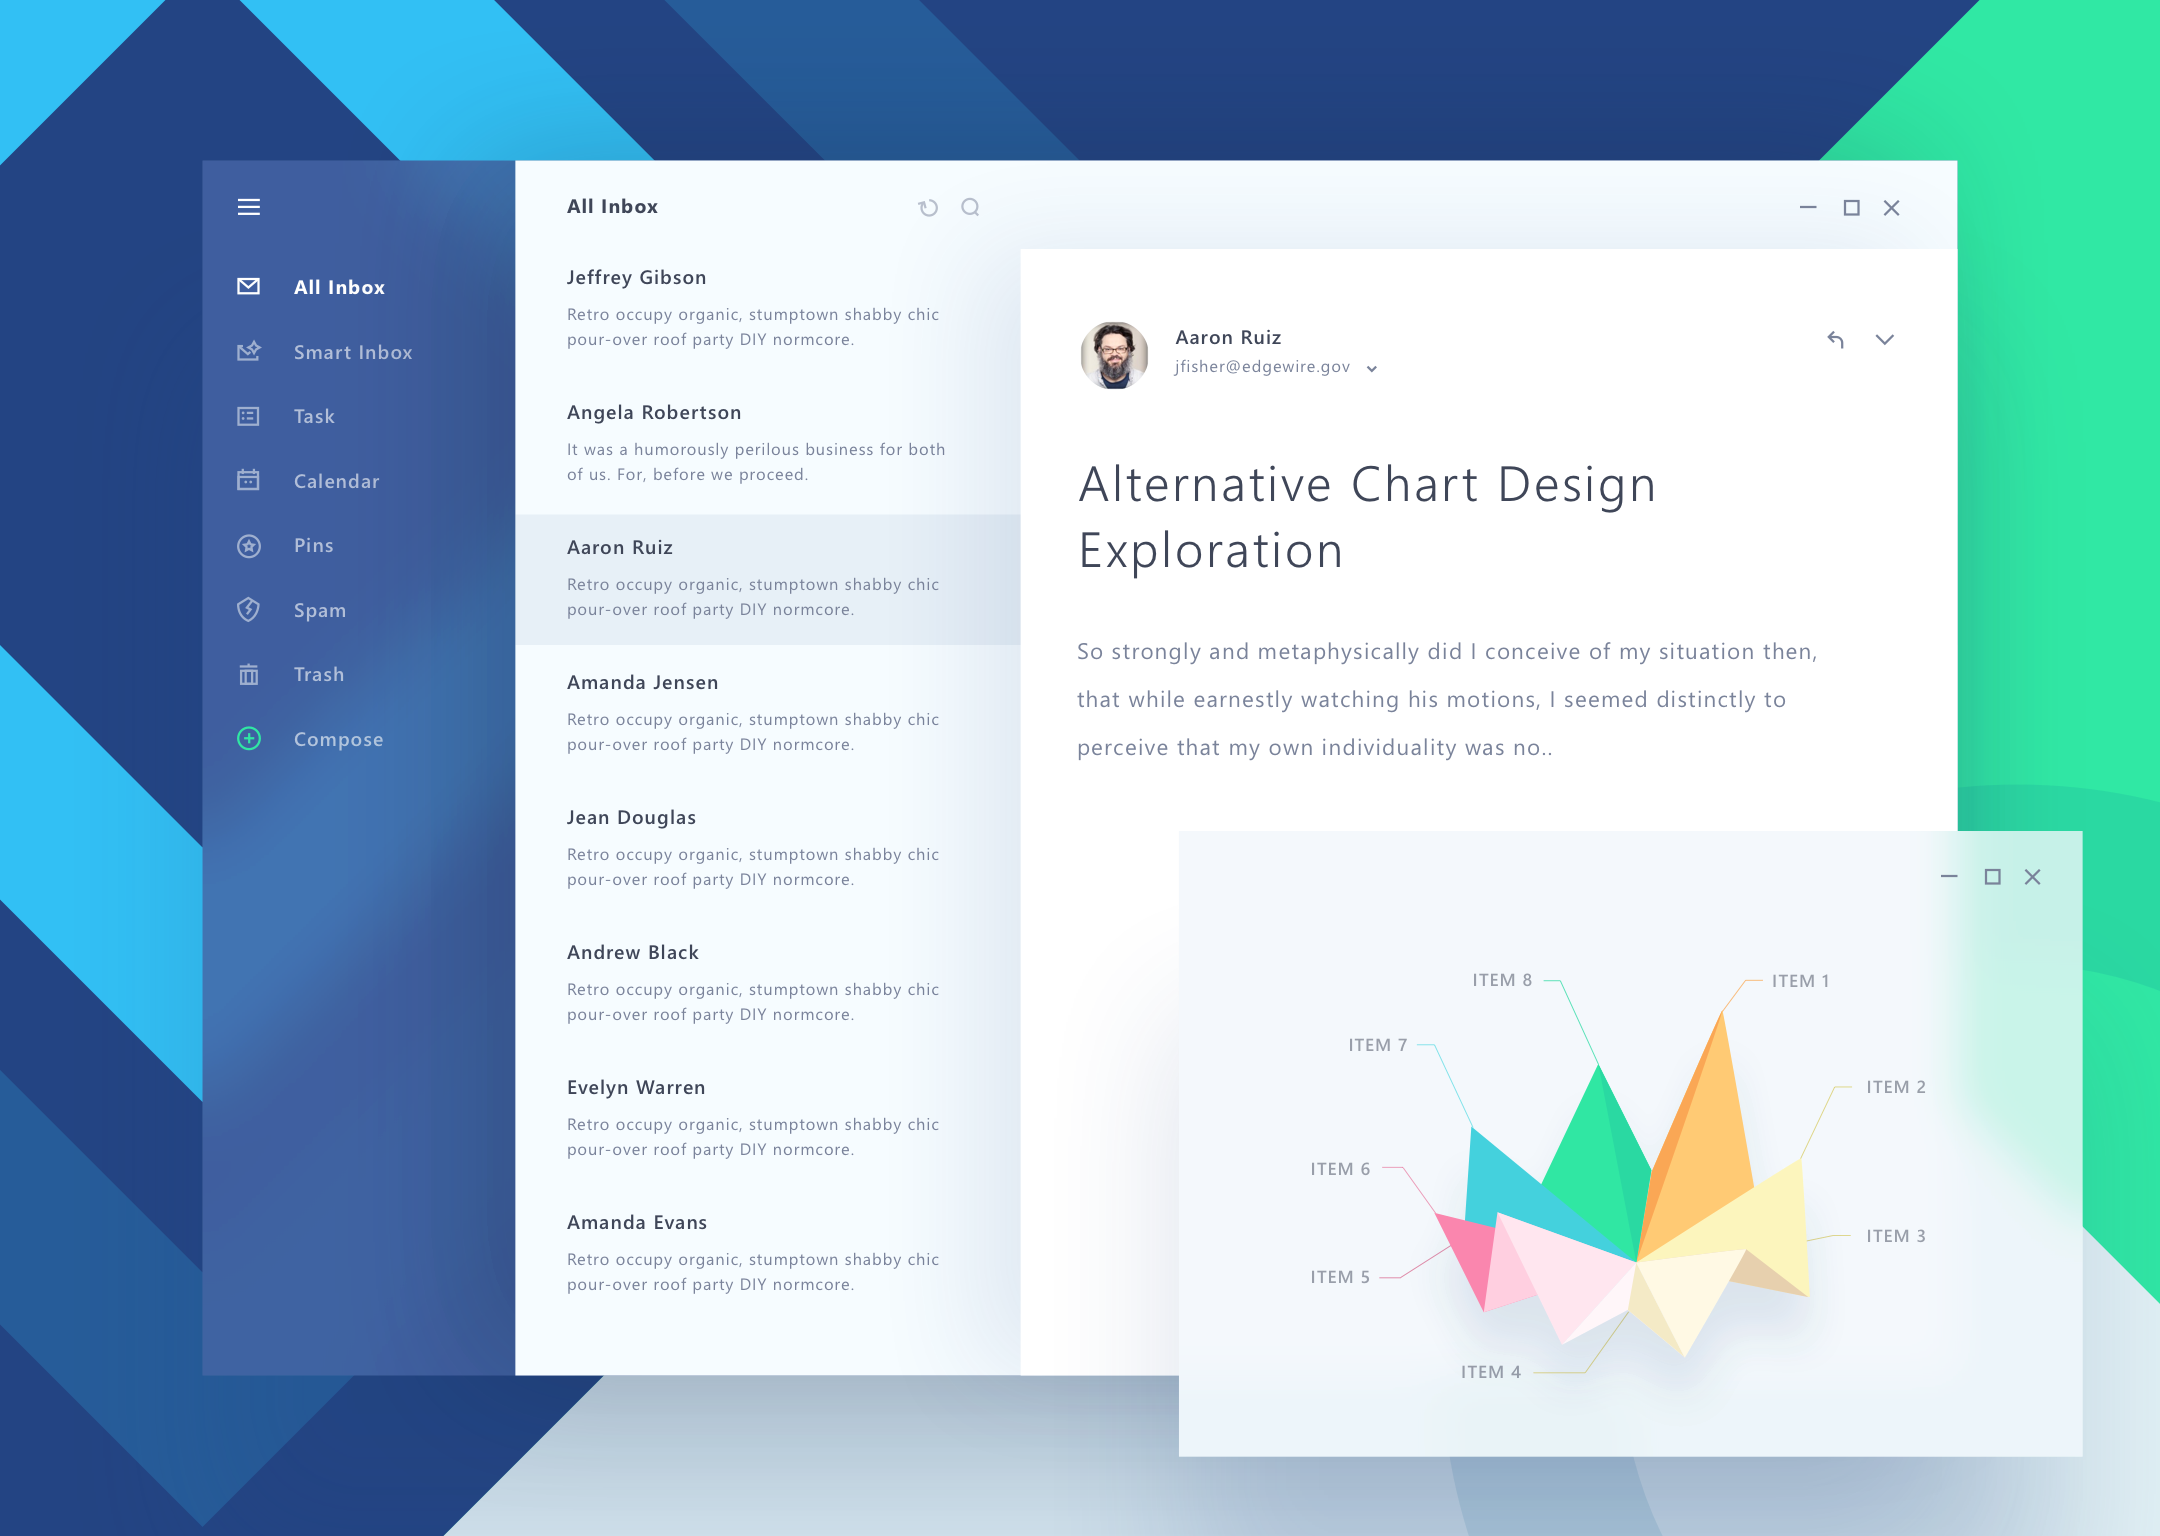 All Inbox
Smart Inbox
Task
Calendar
Pins
Spam
Trash
Compose
All Inbox
Jeffrey Gibson
Retro occupy organic, stumptown shabby chic
pour-over roof party DIY normcore.
Angela Robertson
It was a humorously perilous business for both
of us. For, before we proceed.
Aaron Ruiz
Retro occupy organic, stumptown shabby chic
pour-over roof party DIY normcore.
Amanda Jensen
Retro occupy organic, stumptown shabby chic
pour-over roof party DIY normcore.
Jean Douglas
Retro occupy organic, stumptown shabby chic
pour-over roof party DIY normcore.
Andrew Black
Retro occupy organic, stumptown shabby chic
pour-over roof party DIY normcore.
Evelyn Warren
Retro occupy organic, stumptown shabby chic
pour-over roof party DIY normcore.
Amanda Evans
Retro occupy organic, stumptown shabby chic
pour-over roof party DIY normcore.
Aaron Ruiz
jfisher@edgewire.gov
Alternative Chart Design
Exploration
So strongly and metaphysically did I conceive of my situation then,
that while earnestly watching his motions, I seemed distinctly to
perceive that my own individuality was no..
ITEM 8
ITEM 1
ITEM 7
ITEM 2
ITEM 6
ITEM 3
ITEM 5
ITEM 4